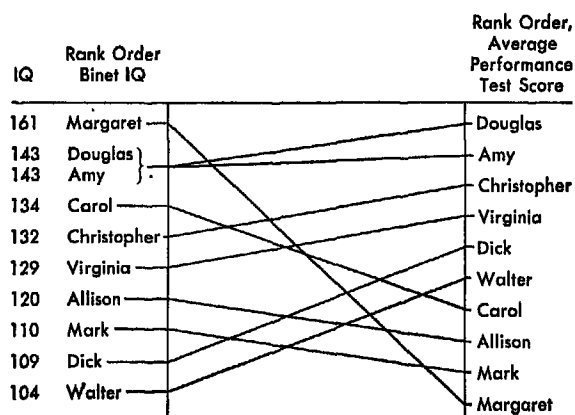 IQ
Rank Order
Binet IQ
Rank Order,
Average
Performance
Test Score
161 Margaret
143 Douglas
143 Amy
134 Carol
132 Christopher
129 Virginia
120 Allison
110 Mark
109 Dick
104 Walter
Douglas
Amy
Christopher
Virginia
Dick
Walter
Carol
Allison
Mark
Margaret